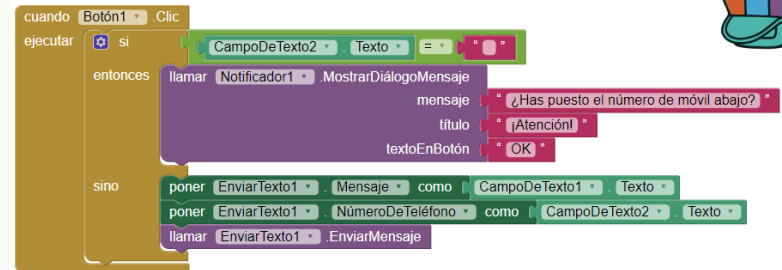 cuando Botón1 .Clic
ejecutar si CampoDeTexto2 . Texto = " "
entonces llamar Notificador1 .MostrarDiálogoMensaje
mensaje " ¿Has puesto el número de móvil abajo? "
título " ¡Atención! "
textoEnBotón " OK "
sino poner EnviarTexto1 . Mensaje como CampoDeTexto1 . Texto
poner EnviarTexto1 . NúmeroDeTeléfono como CampoDeTexto2 . Texto
llamar EnviarTexto1 .EnviarMensaje